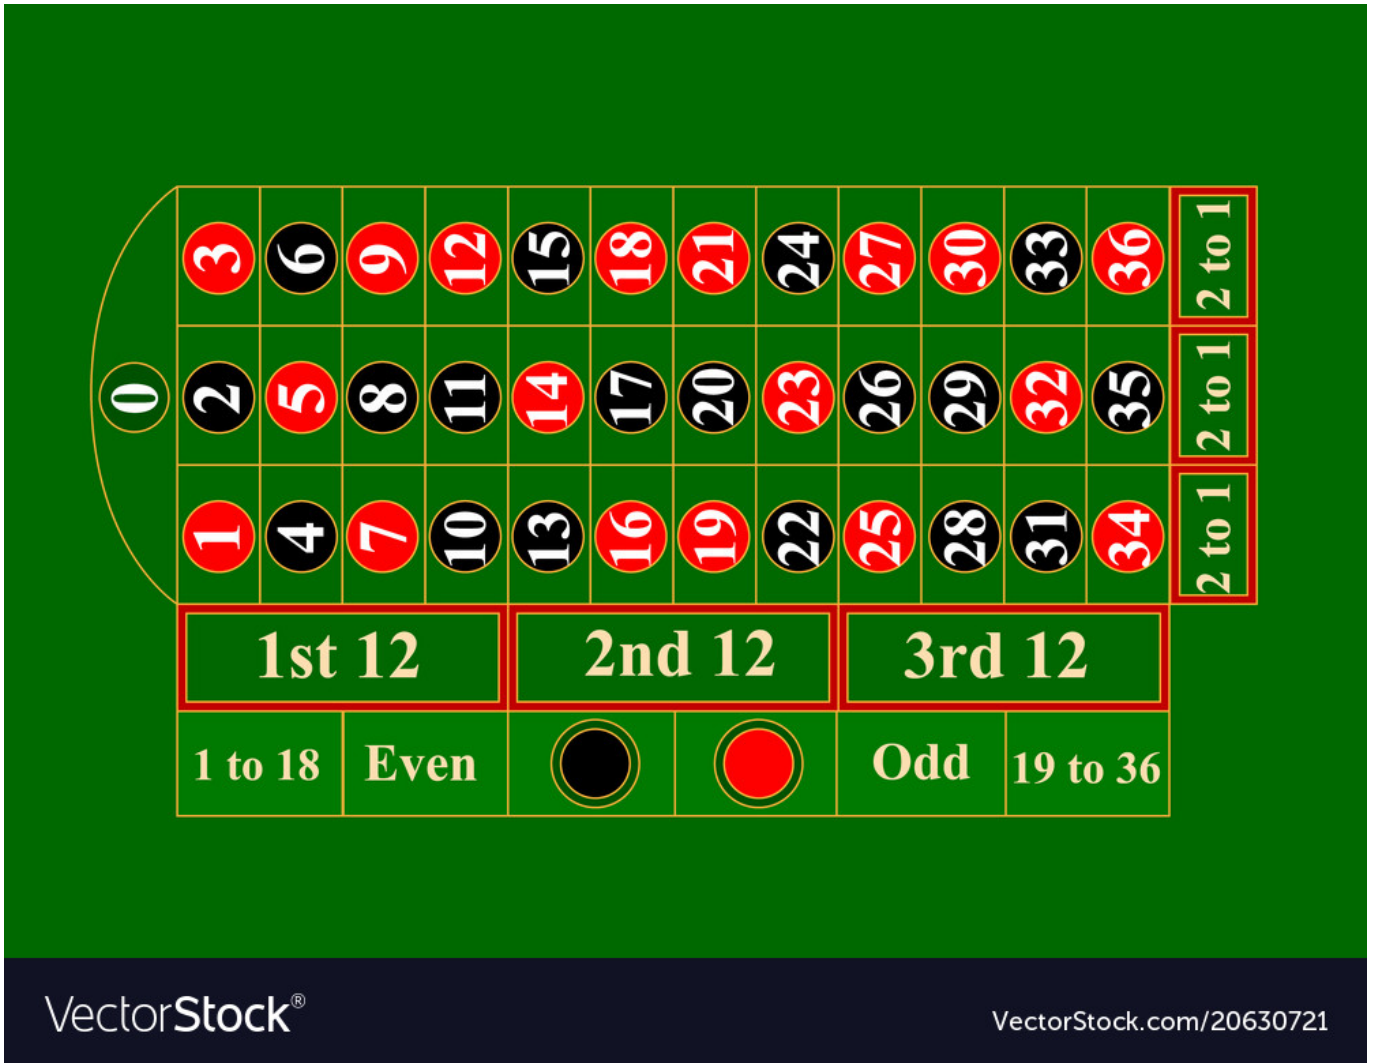 3 6 9 12 15 18 21 24 27 30 33 36 2 to 1
0 2 5 8 11 14 17 20 23 26 29 32 35 2 to 1
1 4 7 10 13 16 19 22 25 28 31 34 2 to 1
1st 12 2nd 12 3rd 12
1 to 18 Even Odd 19 to 36
VectorStock® VectorStock.com/20630721